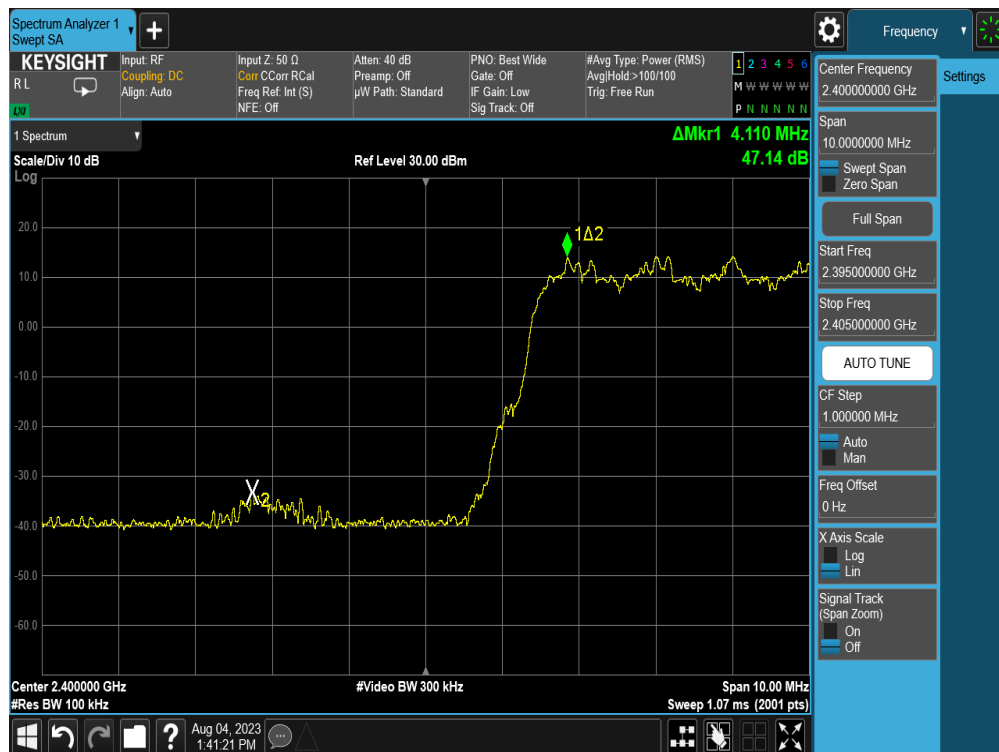 Spectrum Analyzer 1
Swept SA
Frequency
KEYSIGHT
R L
LXI
Input: RF
Coupling: DC
Align: Auto
Input Z: 50 Ω
Corr CCorr RCal
Freq Ref: Int (S)
NFE: Off
Atten: 40 dB
Preamp: Off
µW Path: Standard
PNO: Best Wide
Gate: Off
IF Gain: Low
Sig Track: Off
#Avg Type: Power (RMS)
Avg|Hold:>100/100
Trig: Free Run
1 2 3 4 5 6
M W W W W W
P N N N N N
1 Spectrum
Scale/Div 10 dB
Log
Ref Level 30.00 dBm
ΔMkr1 4.110 MHz
47.14 dB
20.0
10.0
0.00
-10.0
-20.0
-30.0
-40.0
-50.0
-60.0
1Δ2
X2
Center 2.400000 GHz
#Res BW 100 kHz
#Video BW 300 kHz
Span 10.00 MHz
Sweep 1.07 ms (2001 pts)
Center Frequency
2.400000000 GHz
Settings
Span
10.0000000 MHz
Swept Span
Zero Span
Full Span
Start Freq
2.395000000 GHz
Stop Freq
2.405000000 GHz
AUTO TUNE
CF Step
1.000000 MHz
Auto
Man
Freq Offset
0 Hz
X Axis Scale
Log
Lin
Signal Track
(Span Zoom)
On
Off
?
Aug 04, 2023
1:41:21 PM